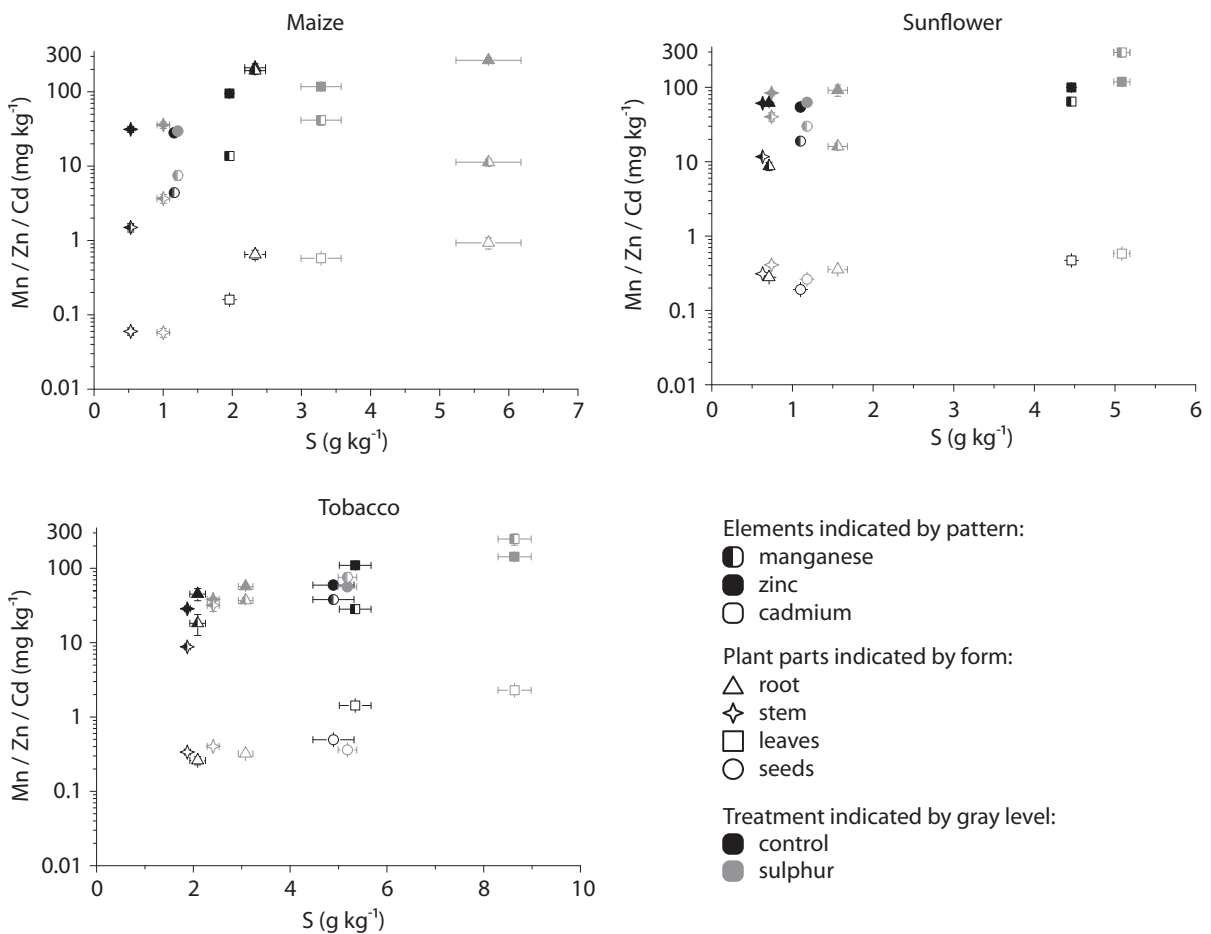 Maize
Mn / Zn / Cd (mg kg⁻¹)
300
100
10
1
0.1
0.01
0 1 2 3 4 5 6 7
S (g kg⁻¹)
Sunflower
Mn / Zn / Cd (mg kg⁻¹)
300
100
10
1
0.1
0.01
0 1 2 3 4 5 6
S (g kg⁻¹)
Tobacco
Mn / Zn / Cd (mg kg⁻¹)
300
100
10
1
0.1
0.01
0 2 4 6 8 10
S (g kg⁻¹)
Elements indicated by pattern:
manganese
zinc
cadmium
Plant parts indicated by form:
root
stem
leaves
seeds
Treatment indicated by gray level:
control
sulphur